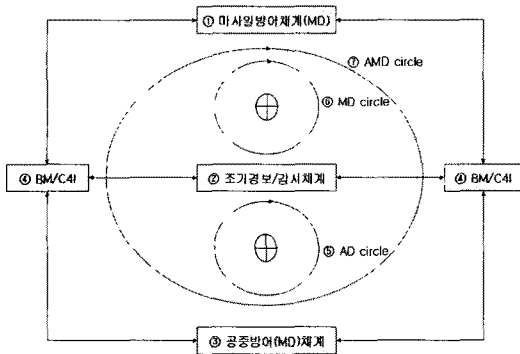 ① 미사일방어체계(MD)
⑦ AMD circle
⑥ MD circle
④ BM/C4I
② 조기경보/감시체계
④ BM/C4I
⑤ AD circle
③ 공중방어(MD)체계